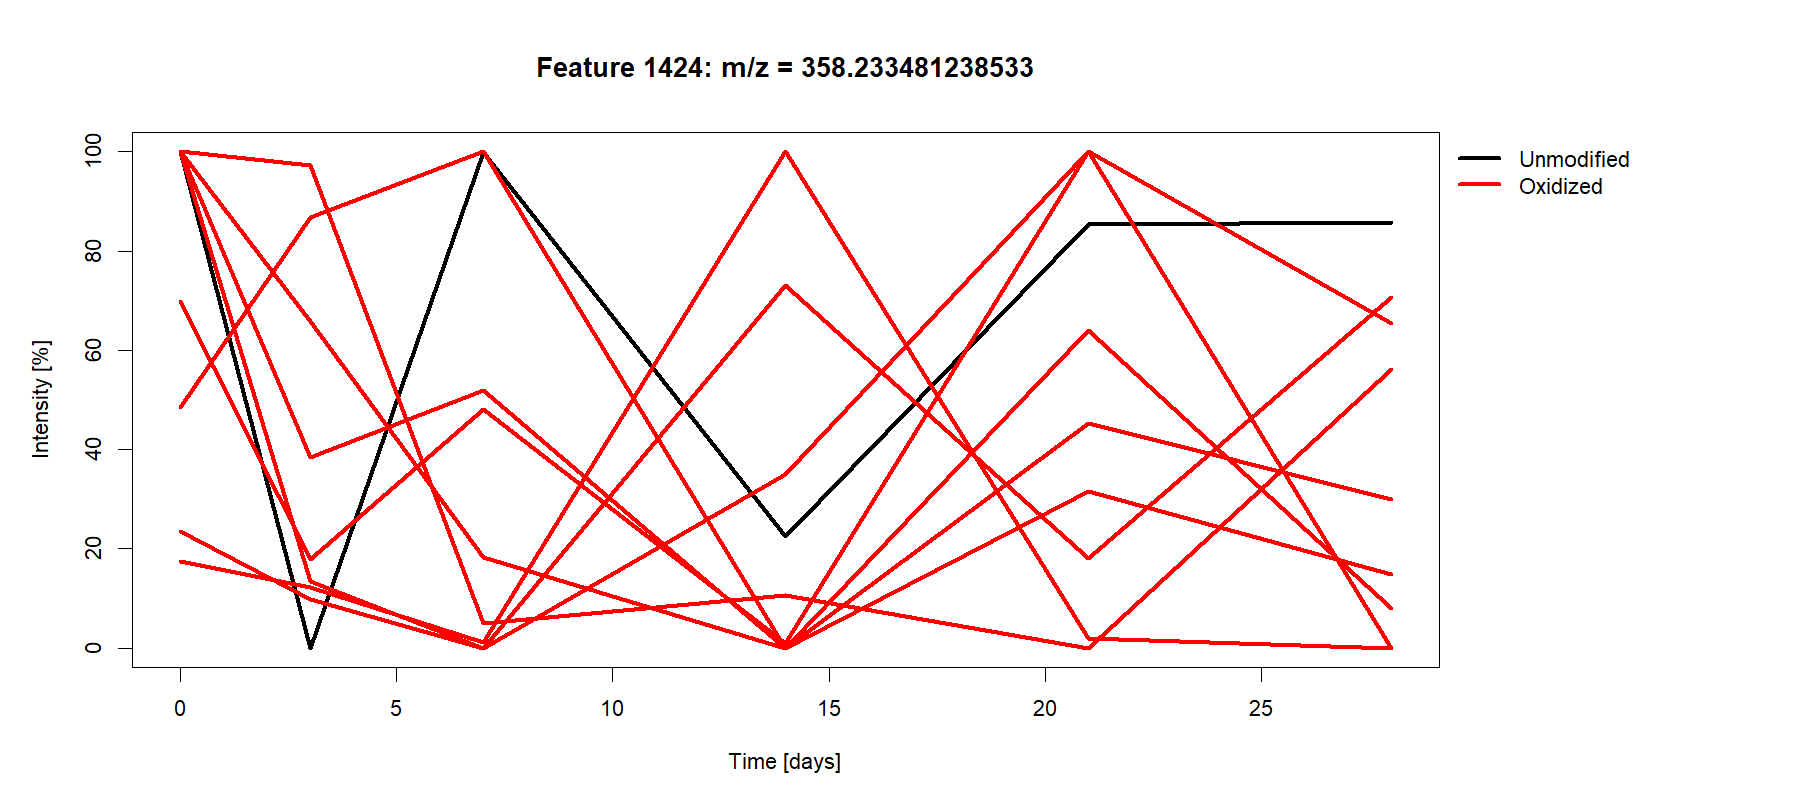 Feature 1424: m/z = 358.233481238533
Unmodified
Oxidized
100
80
60
40
20
0
Intensity [%]
0 5 10 15 20 25
Time [days]